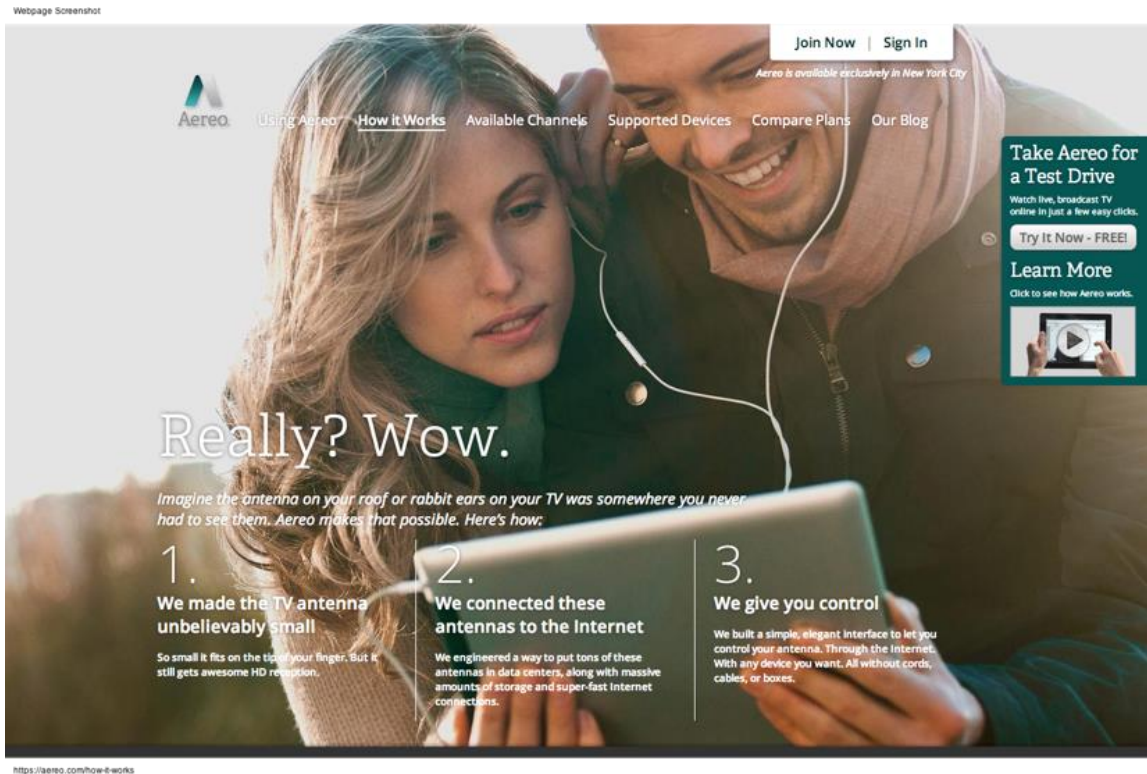 Webpage Screenshot
Join Now | Sign In
Aereo is available exclusively in New York City
Aereo.
Using Aereo How it Works Available Channels Supported Devices Compare Plans Our Blog
Take Aereo for
a Test Drive
Watch live, broadcast TV
online in just a few easy clicks.
Try It Now - FREE!
Learn More
Click to see how Aereo works.
Really? Wow.
Imagine the antenna on your roof or rabbit ears on your TV was somewhere you never
had to see them. Aereo makes that possible. Here's how:
1.
We made the TV antenna
unbelievably small
So small it fits on the tip of your finger. But it
still gets awesome HD reception.
2.
We connected these
antennas to the Internet
We engineered a way to put tons of these
antennas in data centers, along with massive
amounts of storage and super-fast Internet
connections.
3.
We give you control
We built a simple, elegant interface to let you
control your antenna. Through the Internet.
With any device you want. All without cords,
cables, or boxes.
https://aereo.com/how-it-works